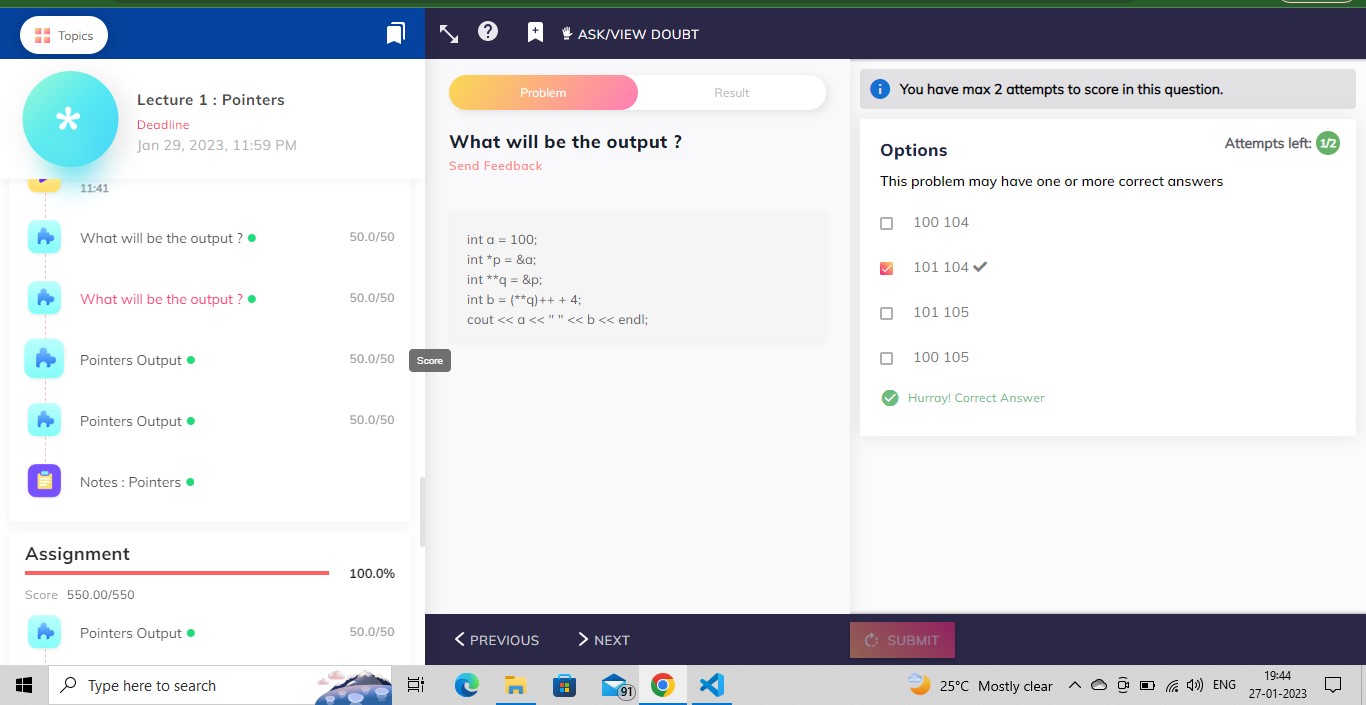 Topics
ASK/VIEW DOUBT
Lecture 1 : Pointers
Deadline
Jan 29, 2023, 11:59 PM
11:41
What will be the output ?
50.0/50
What will be the output ?
50.0/50
Pointers Output
50.0/50
Score
Pointers Output
50.0/50
Notes : Pointers
Assignment
100.0%
Score 550.00/550
Pointers Output
50.0/50
Problem
Result
What will be the output ?
Send Feedback
int a = 100;
int *p = &a;
int **q = &p;
int b = (**q)++ + 4;
cout << a << " " << b << endl;
You have max 2 attempts to score in this question.
Options
Attempts left: 1/2
This problem may have one or more correct answers
100 104
101 104
101 105
100 105
Hurray! Correct Answer
PREVIOUS
NEXT
SUBMIT
Type here to search
91
25°C Mostly clear
ENG
19:44
27-01-2023